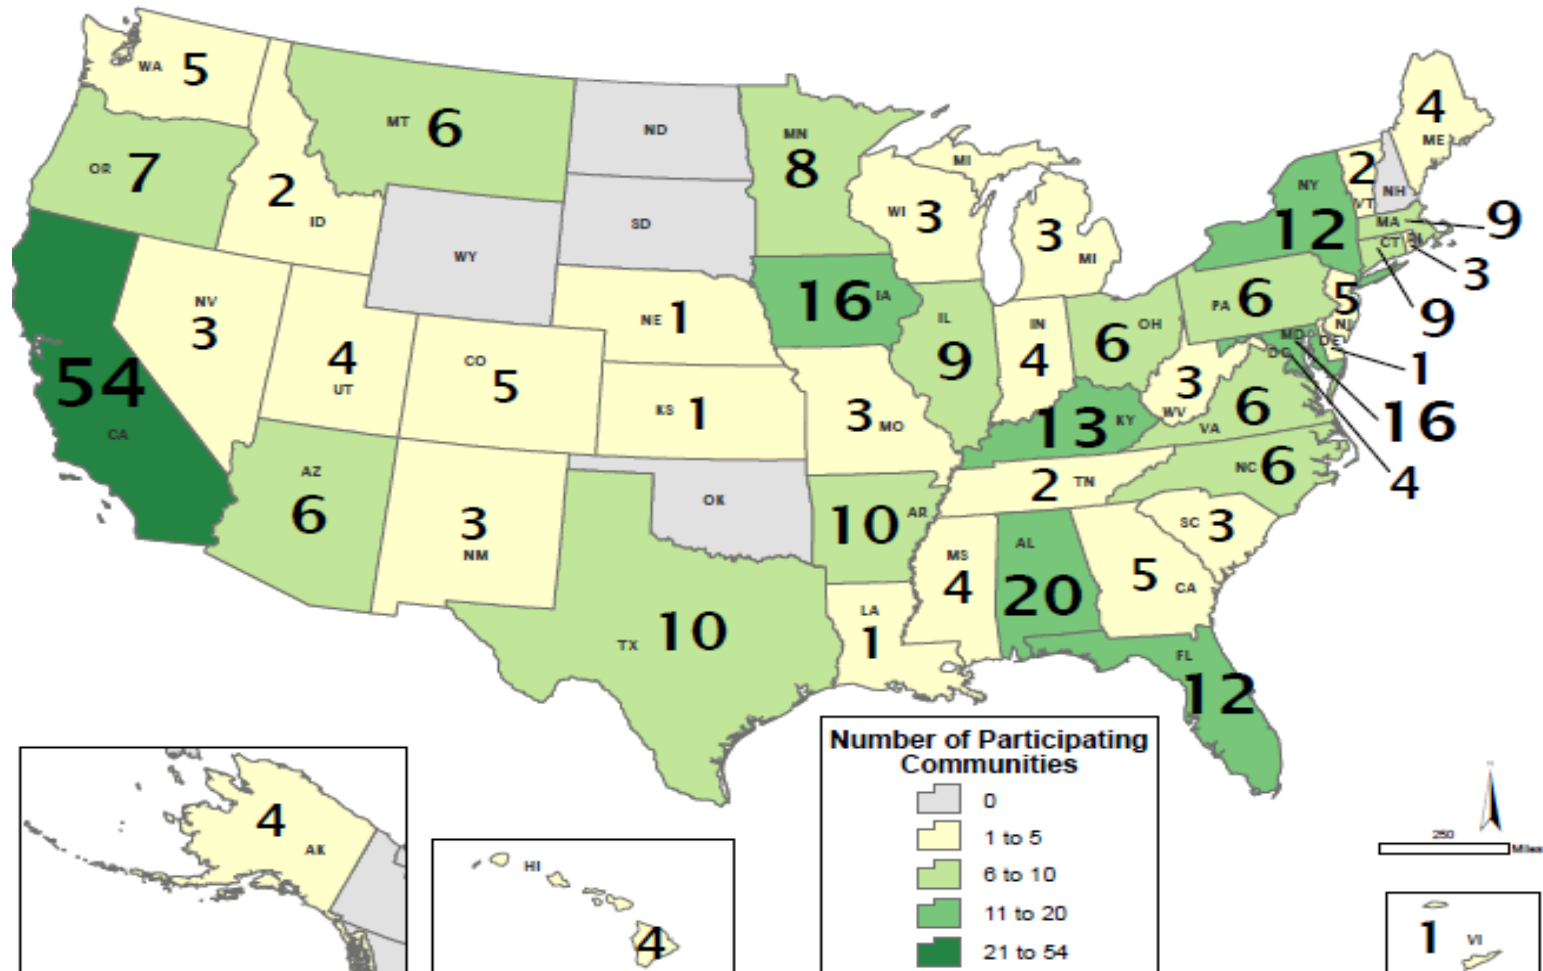 WA 5
MT 6
ND
MN
8
OR 7
2
ID
SD
WY
MI
WI 3
3
MI
4
ME
2
VT
NH
NY
12
MA
9
CT
RI
3
9
NV
3
4
UT
CO
5
NE 1
KS 1
16 IA
3 MO
IL
9
IN
4
OH
6
PA 6
5
NJ
MD
DE
DC
1
16
4
3
WV
6
VA
13 KY
54
CA
AZ
6
3
NM
OK
TX 10
10 AR
2 TN
NC 6
SC 3
MS
4
AL
20
5 CA
LA
1
FL
12
4
AK
HI
4
Number of Participating
Communities
0
1 to 5
6 to 10
11 to 20
21 to 54
N
250
Miles
1 VI